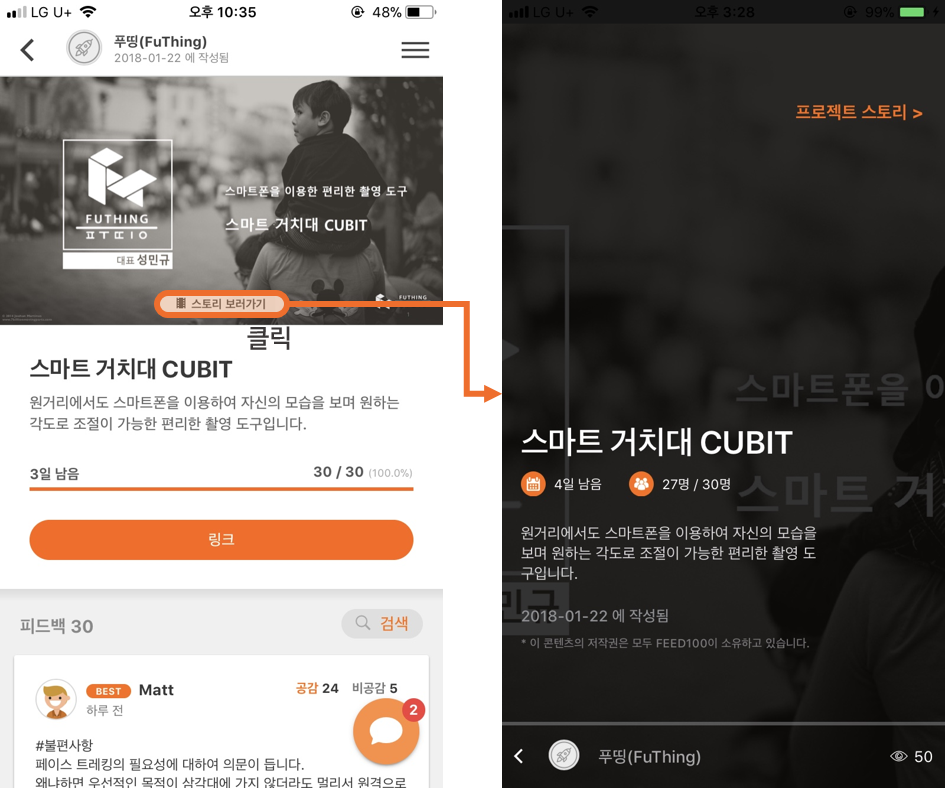 LG U+
오후 10:35
48%
푸띵(FuThing)
2018-01-22 에 작성됨
스마트폰을 이용한 편리한 촬영 도구
스마트 거치대 CUBIT
FUTHING
ㅍㅜㄸㅣㅇ
대표 성민규
FUTHING
스토리 보러가기
클릭
스마트 거치대 CUBIT
원거리에서도 스마트폰을 이용하여 자신의 모습을 보며 원하는
각도로 조절이 가능한 편리한 촬영 도구입니다.
3일 남음
30 / 30 (100.0%)
링크
피드백 30
검색
BEST Matt
하루 전
공감 24 비공감 5
2
#불편사항
페이스 트레킹의 필요성에 대하여 의문이 듭니다.
왜냐하면 우선적인 목적이 삼각대에 가지 않더라도 멀리서 원격으로
LG U+
오후 3:28
99%
프로젝트 스토리 >
스마트폰을 이
스마트 거치대 CUBIT
4일 남음
27명 / 30명
스마트 거
원거리에서도 스마트폰을 이용하여 자신의 모습을
보며 원하는 각도로 조절이 가능한 편리한 촬영 도
구입니다.
민규
2018-01-22 에 작성됨
* 이 콘텐츠의 저작권은 모두 FEED100이 소유하고 있습니다.
푸띵(FuThing)
50